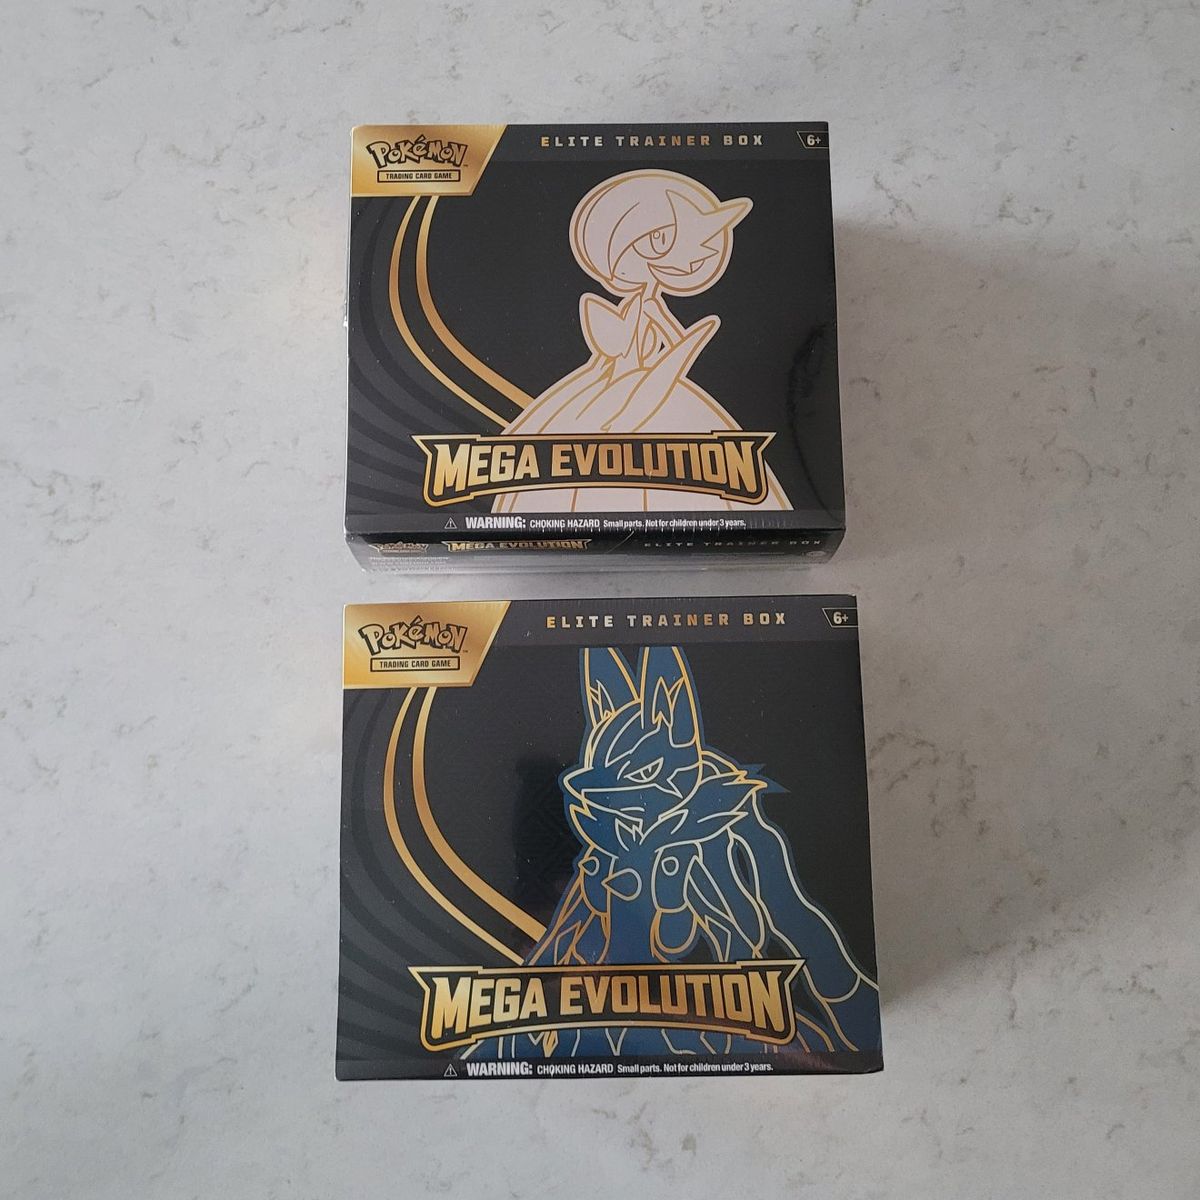 POKéMON
TRADING CARD GAME
ELITE TRAINER BOX
6+
MEGA EVOLUTION
WARNING: CHOKING HAZARD Small parts. Not for children under 3 years.
MEGA EVOLUTION
ELITE TRAINER BOX
POKéMON
TRADING CARD GAME
ELITE TRAINER BOX
6+
MEGA EVOLUTION
WARNING: CHOKING HAZARD Small parts. Not for children under 3 years.